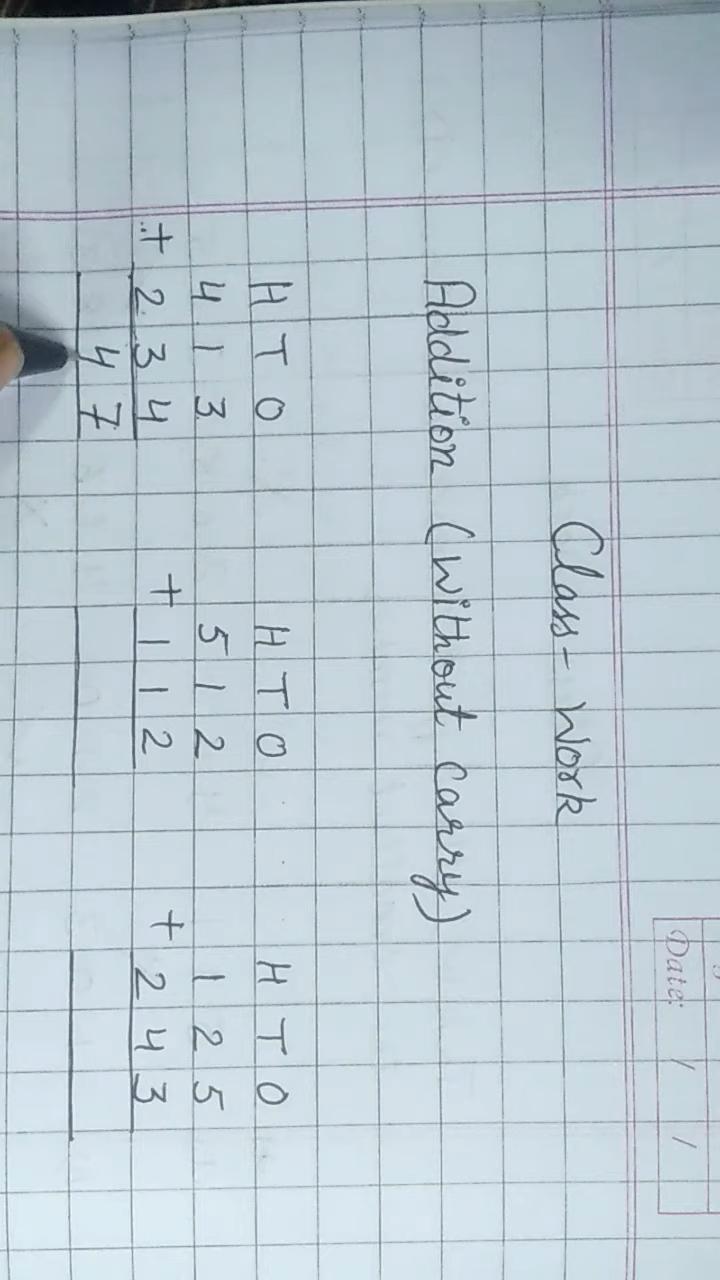 Date: / /
Class- Work
Addition (Without Carry)
H T O H T O H T O
4 1 3 5 1 2 1 2 5
+ 2 3 4 + 1 1 2 + 2 4 3
4 7